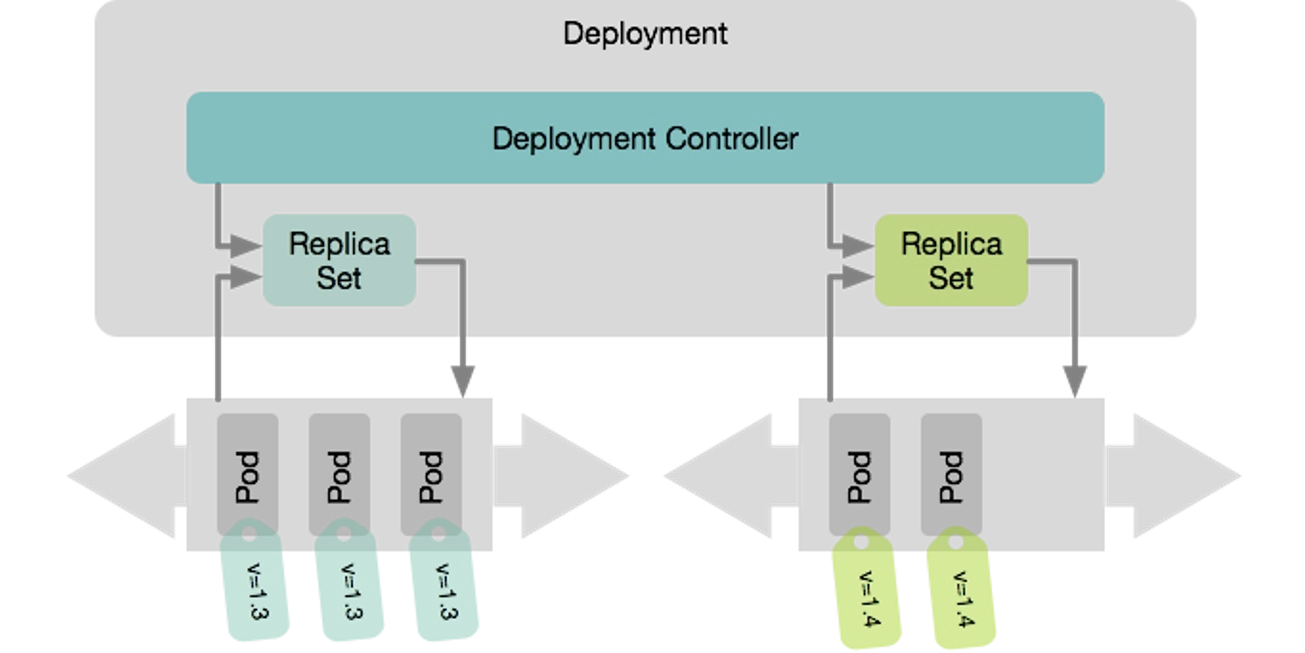 Deployment
Deployment Controller
Replica
Set
Replica
Set
Pod
Pod
Pod
Pod
Pod
v=1.3
v=1.3
v=1.3
v=1.4
v=1.4